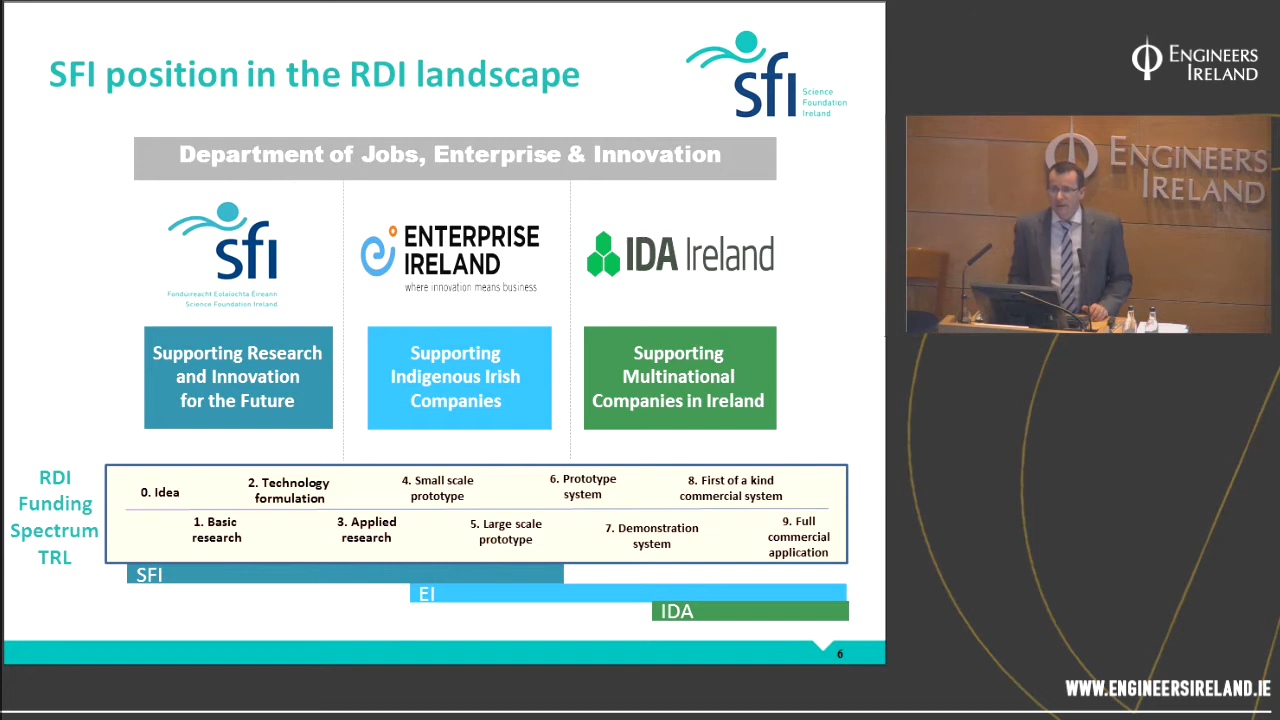 SFI position in the RDI landscape
sfi
Science
Foundation
Ireland
Department of Jobs, Enterprise & Innovation
sfi
Fonduireacht Eolaíochta Éireann
Science Foundation Ireland
ENTERPRISE
IRELAND
where innovation means business
IDA Ireland
Supporting Research
and Innovation
for the Future
Supporting
Indigenous Irish
Companies
Supporting
Multinational
Companies in Ireland
RDI
Funding
Spectrum
TRL
0. Idea
1. Basic
research
2. Technology
formulation
3. Applied
research
4. Small scale
prototype
5. Large scale
prototype
6. Prototype
system
7. Demonstration
system
8. First of a kind
commercial system
9. Full
commercial
application
SFI
EI
IDA
6
ENGINEERS
IRELAND
ENGINEERS
IRELAND
WWW.ENGINEERSIRELAND.IE